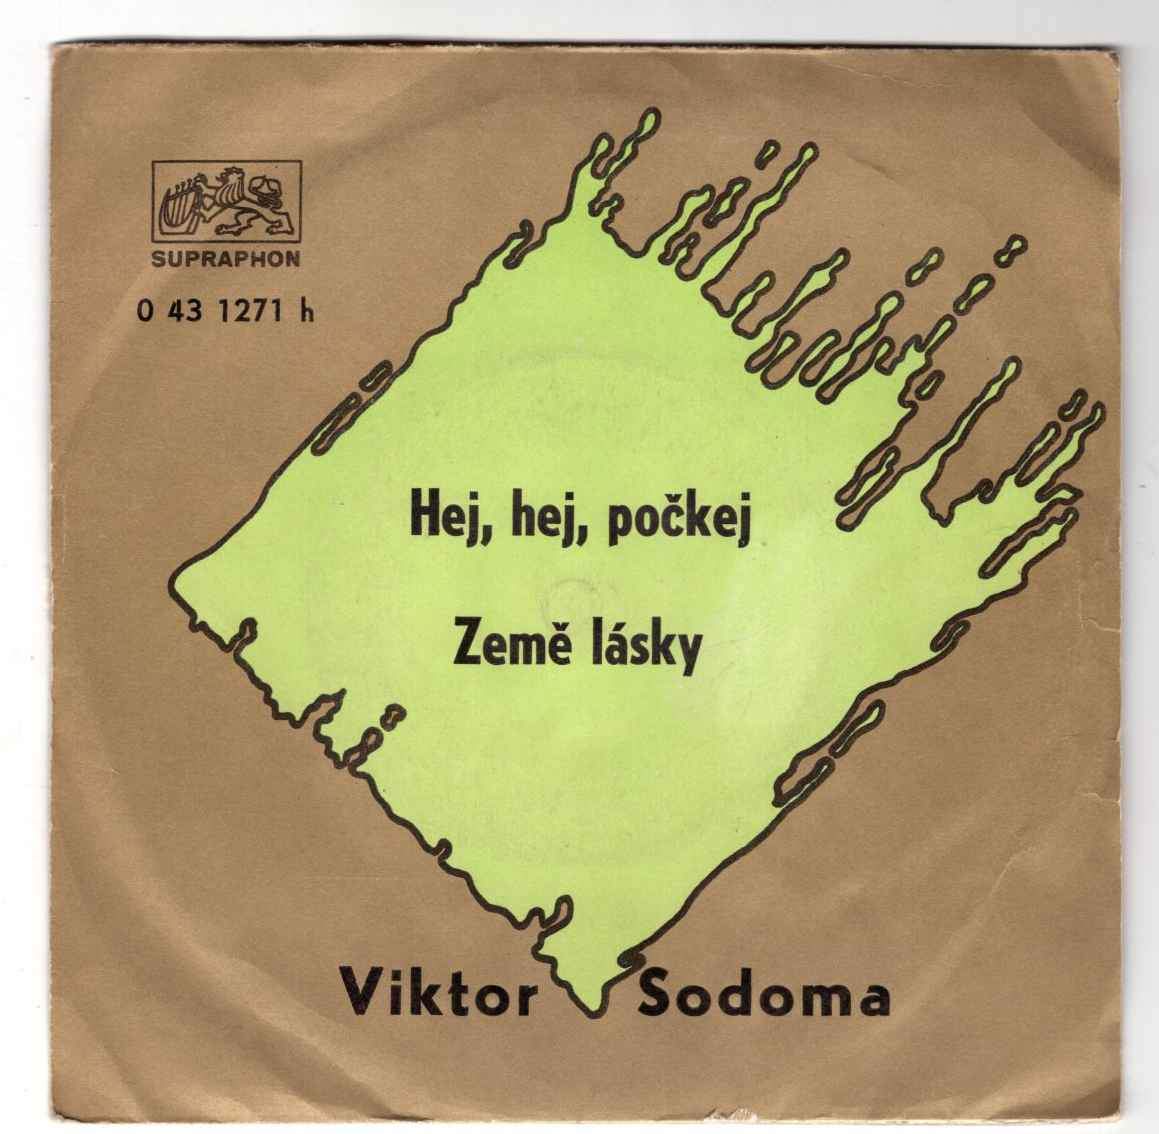 SUPRAPHON
0 43 1271 h
Hej, hej, počkej
Země lásky
Viktor Sodoma